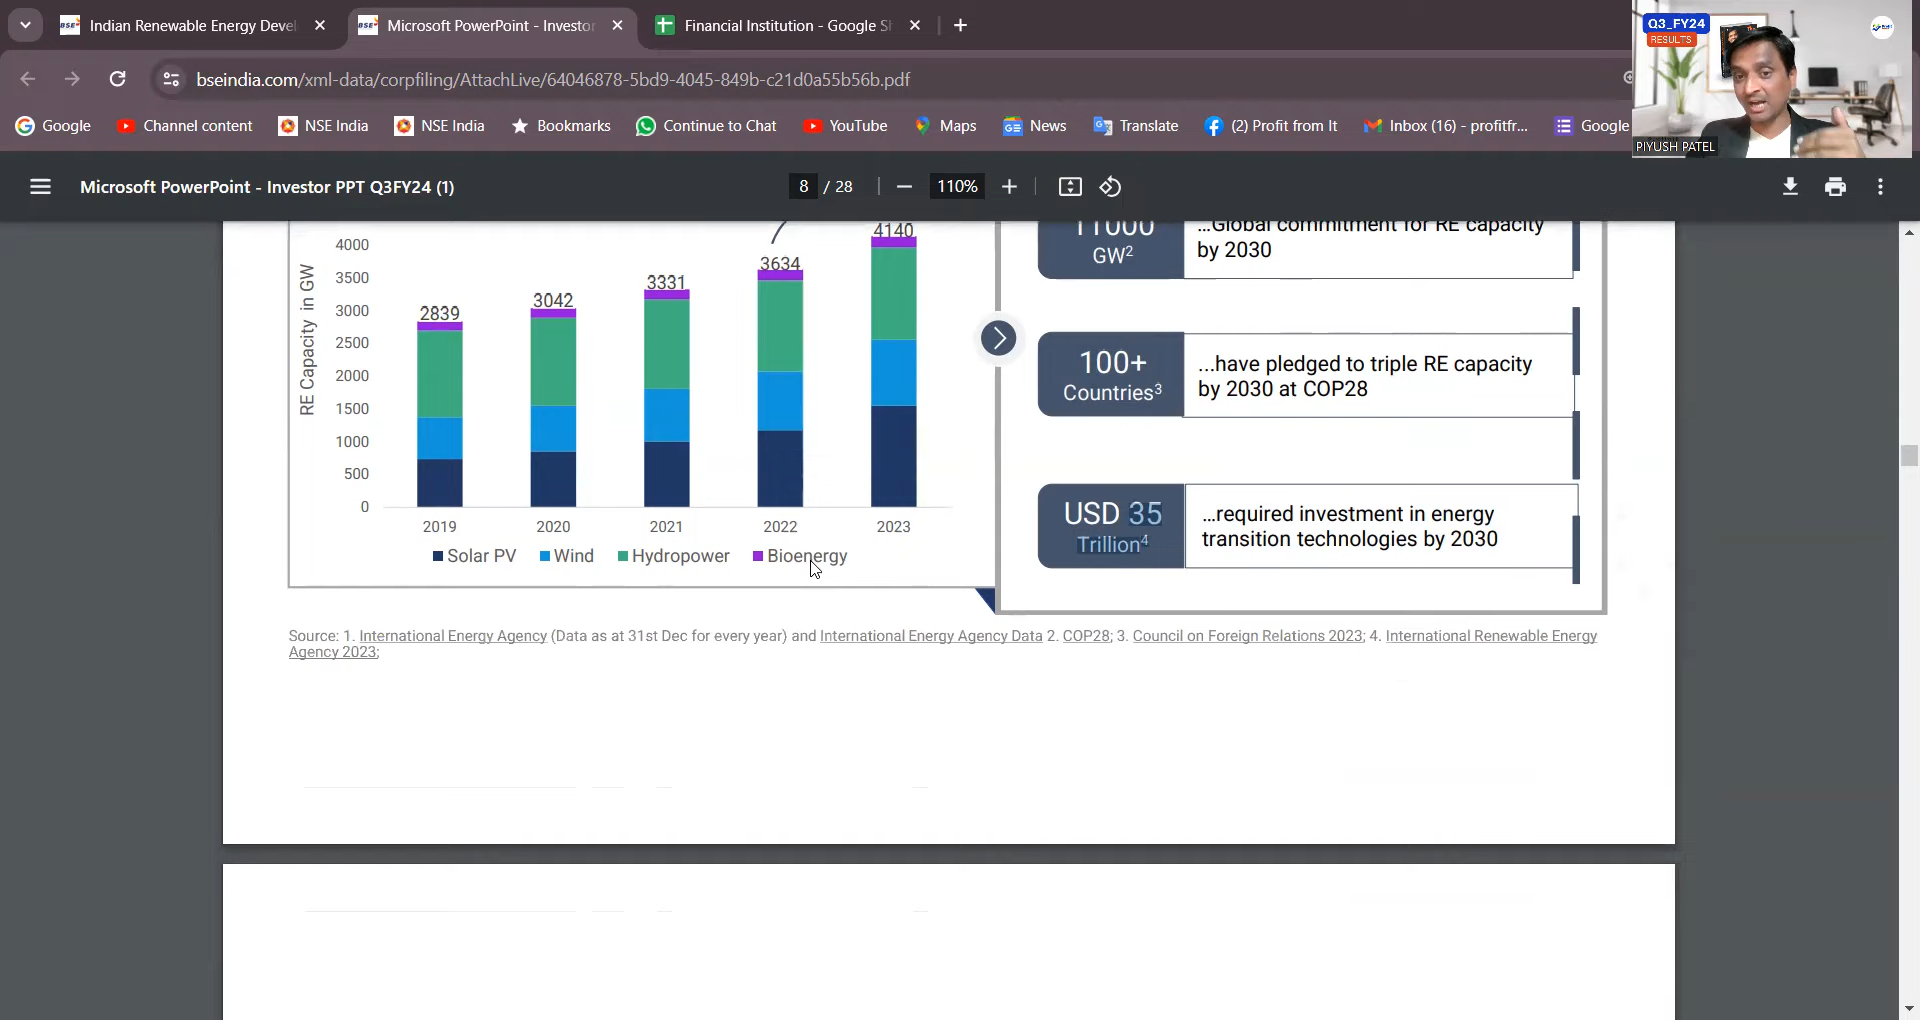 Indian Renewable Energy Devel
Microsoft PowerPoint - Investor
Financial Institution - Google Sh
Q3_FY24
RESULTS
bseindia.com/xml-data/corpfiling/AttachLive/64046878-5bd9-4045-849b-c21d0a55b56b.pdf
Google
Channel content
NSE India
NSE India
Bookmarks
Continue to Chat
YouTube
Maps
News
Translate
(2) Profit from It
Inbox (16) - profitfr...
Google
PIYUSH PATEL
Microsoft PowerPoint - Investor PPT Q3FY24 (1)
8 / 28
110%
RE Capacity in GW
4000
3500
3000
2500
2000
1500
1000
500
0
2839
3042
3331
3634
4140
2019
2020
2021
2022
2023
Solar PV
Wind
Hydropower
Bioenergy
11000
GW2
...Global commitment for RE capacity
by 2030
100+
Countries3
...have pledged to triple RE capacity
by 2030 at COP28
USD 35
Trillion4
...required investment in energy
transition technologies by 2030
Source: 1. International Energy Agency (Data as at 31st Dec for every year) and International Energy Agency Data 2. COP28; 3. Council on Foreign Relations 2023; 4. International Renewable Energy
Agency 2023;